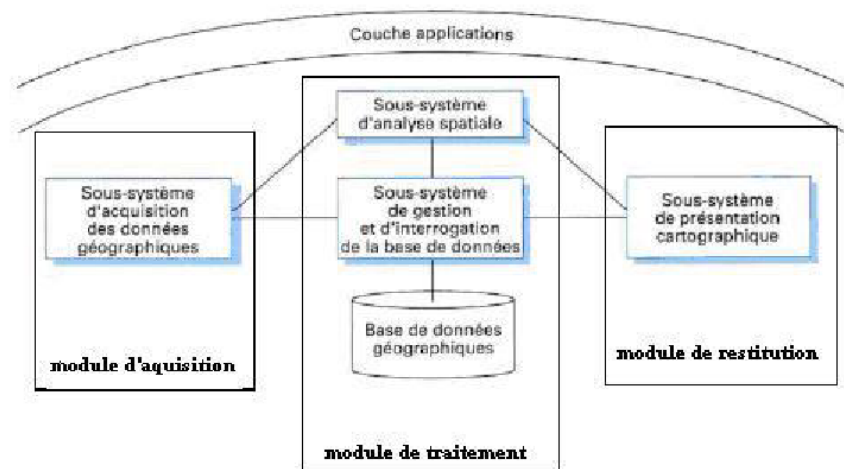 Couche applications
Sous-système
d'analyse spatiale
Sous-système
d'acquisition
des données
géographiques
Sous-système
de gestion
et d'interrogation
de la base de données
Sous-système
de présentation
cartographique
Base de données
géographiques
module d'aquisition
module de restitution
module de traitement